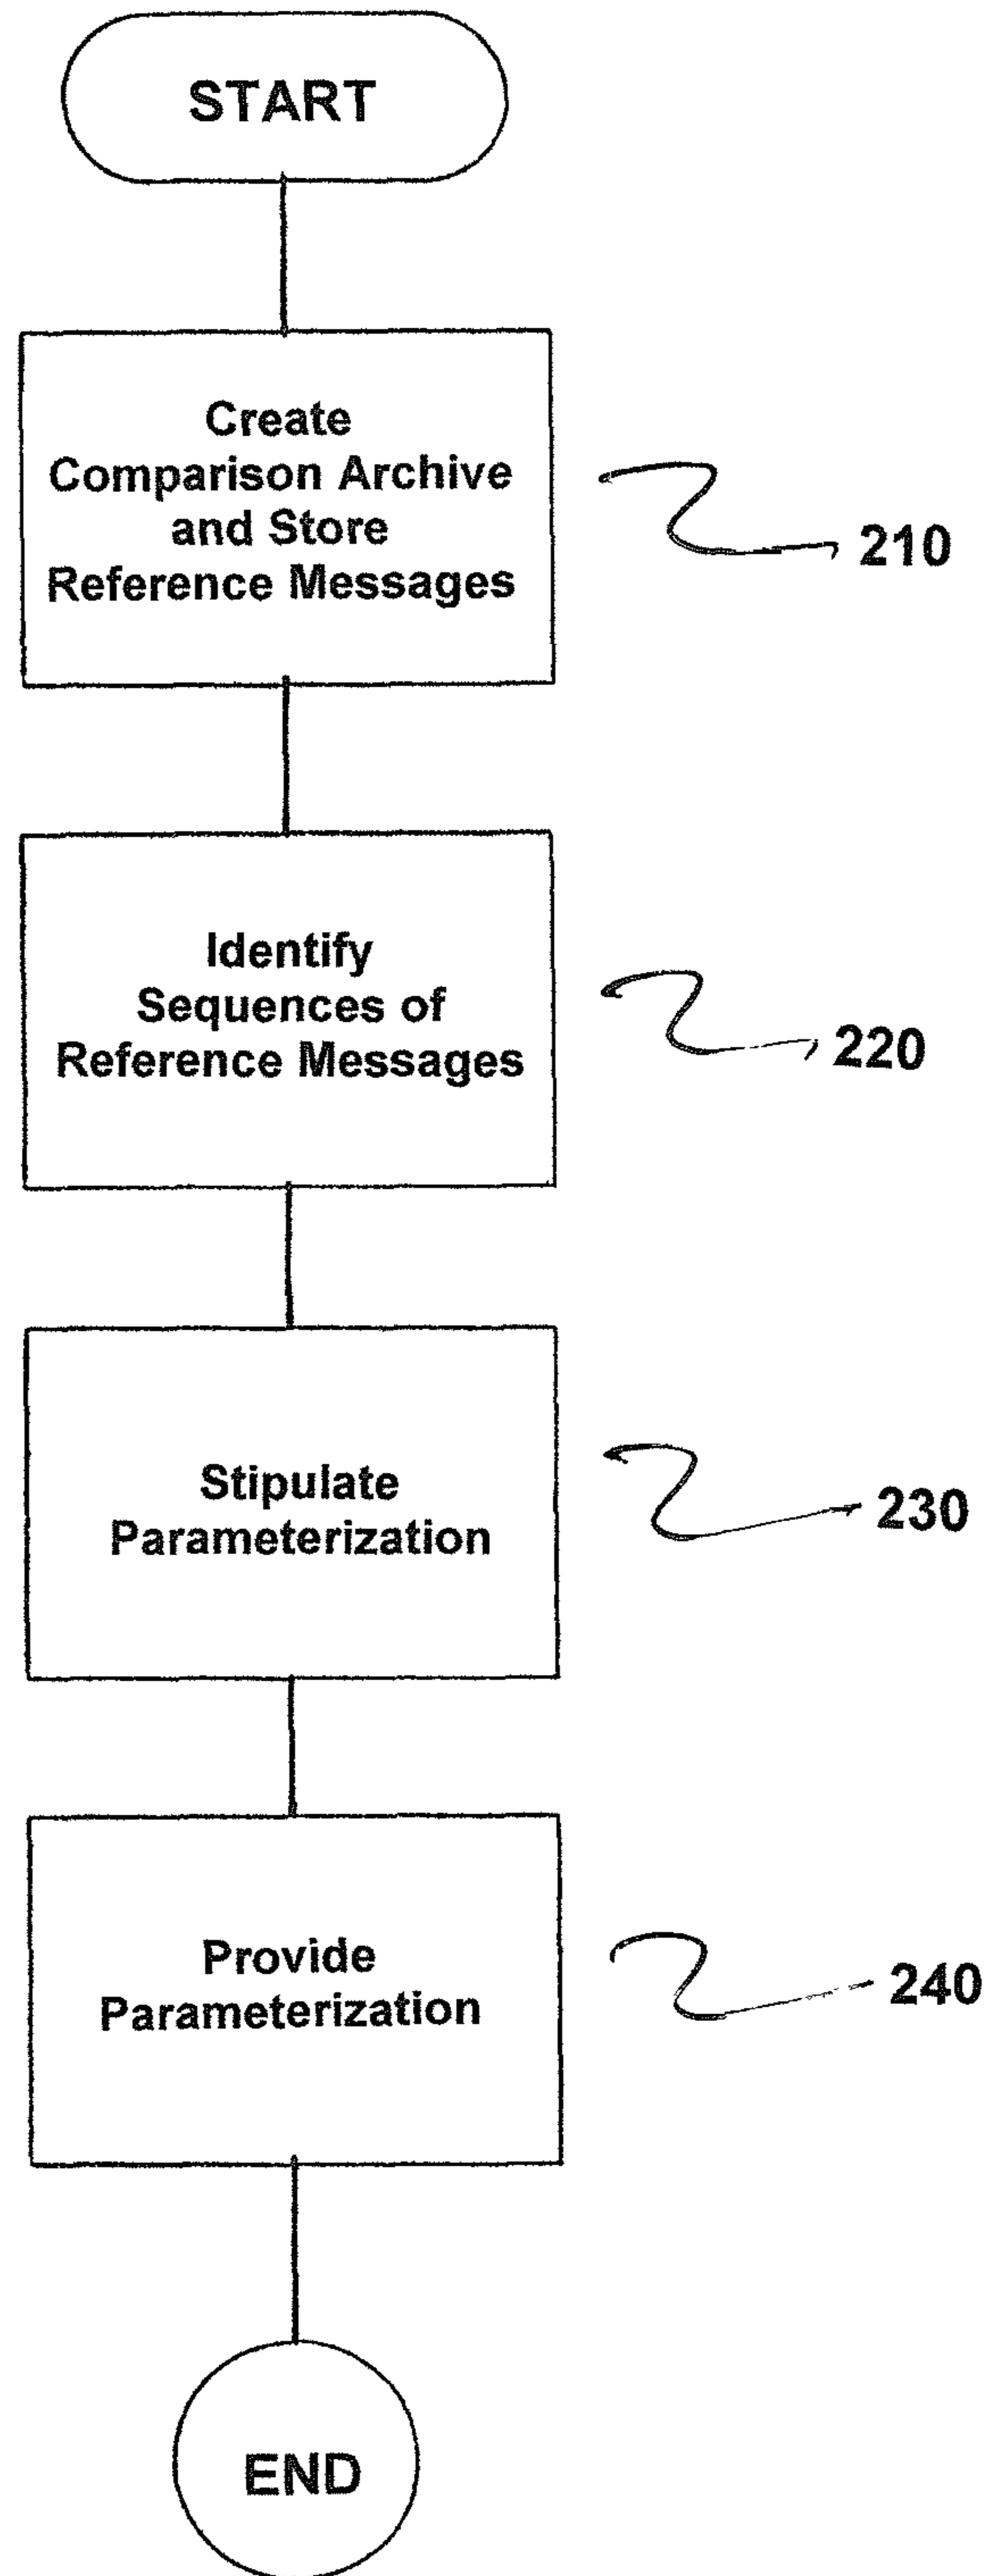 START
Create
Comparison Archive
and Store
Reference Messages
210
Identify
Sequences of
Reference Messages
220
Stipulate
Parameterization
230
Provide
Parameterization
240
END